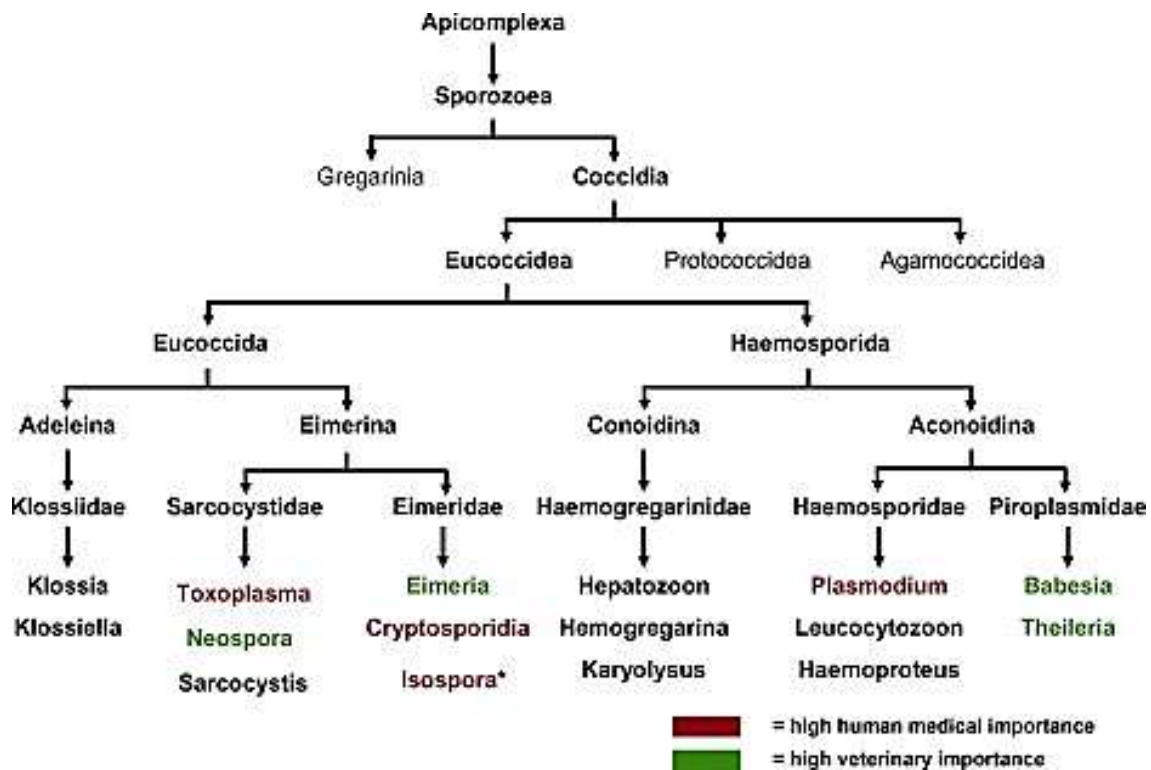 Apicomplexa
Sporozoea
Gregarinia Coccidia
Eucoccidea Protococcidea Agamococcidea
Eucoccida Haemosporida
Adeleina Eimerina Conoidina Aconoidina
Klossiidae Sarcocystidae Eimeridae Haemogregarinidae Haemosporidae Piroplasmidae
Klossia Toxoplasma Eimeria Hepatozoon Plasmodium Babesia
Klossiella Neospora Cryptosporidia Hemogregarina Leucocytozoon Theileria
Sarcocystis Isospora* Karyolysus Haemoproteus
= high human medical importance
= high veterinary importance